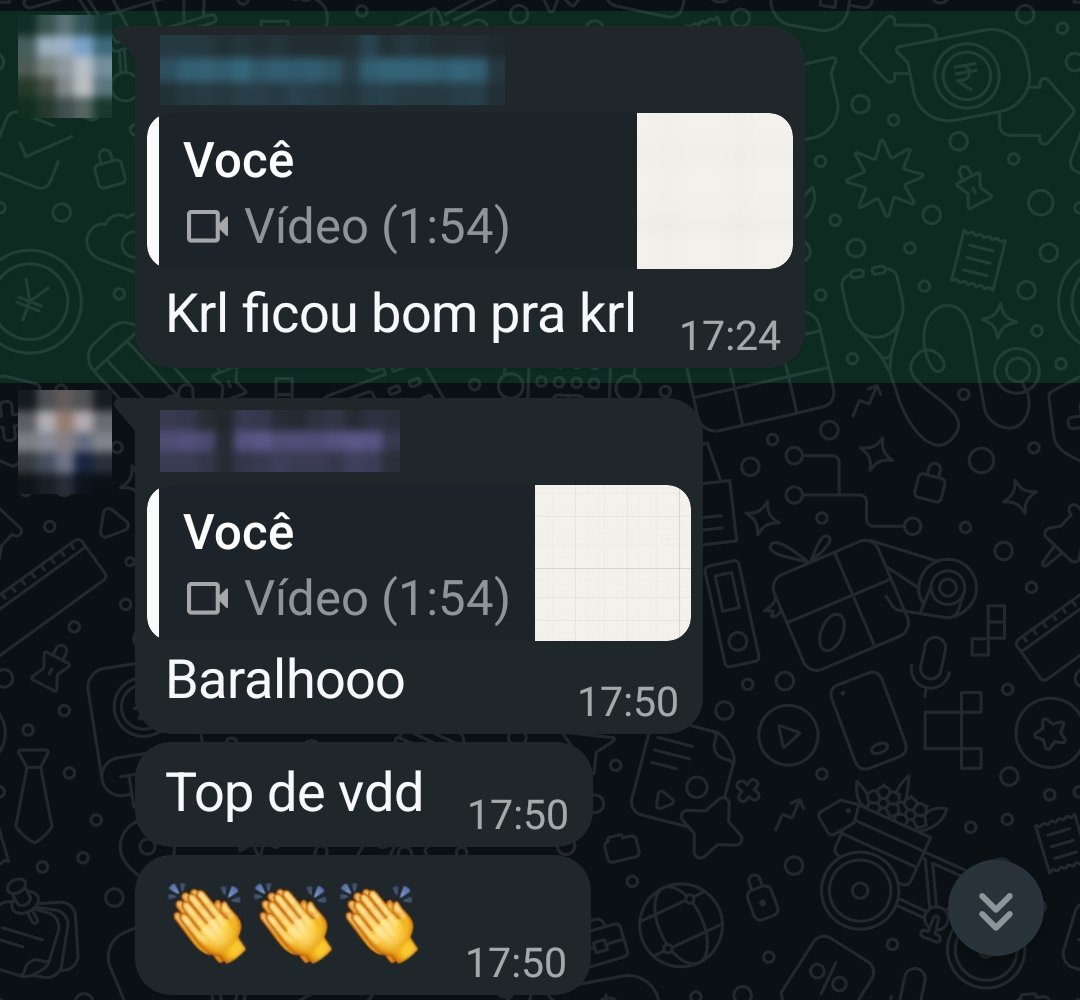 Você
Vídeo (1:54)
Krl ficou bom pra krl
17:24
Você
Vídeo (1:54)
Baralhooo
17:50
Top de vdd
17:50
👏👏👏
17:50